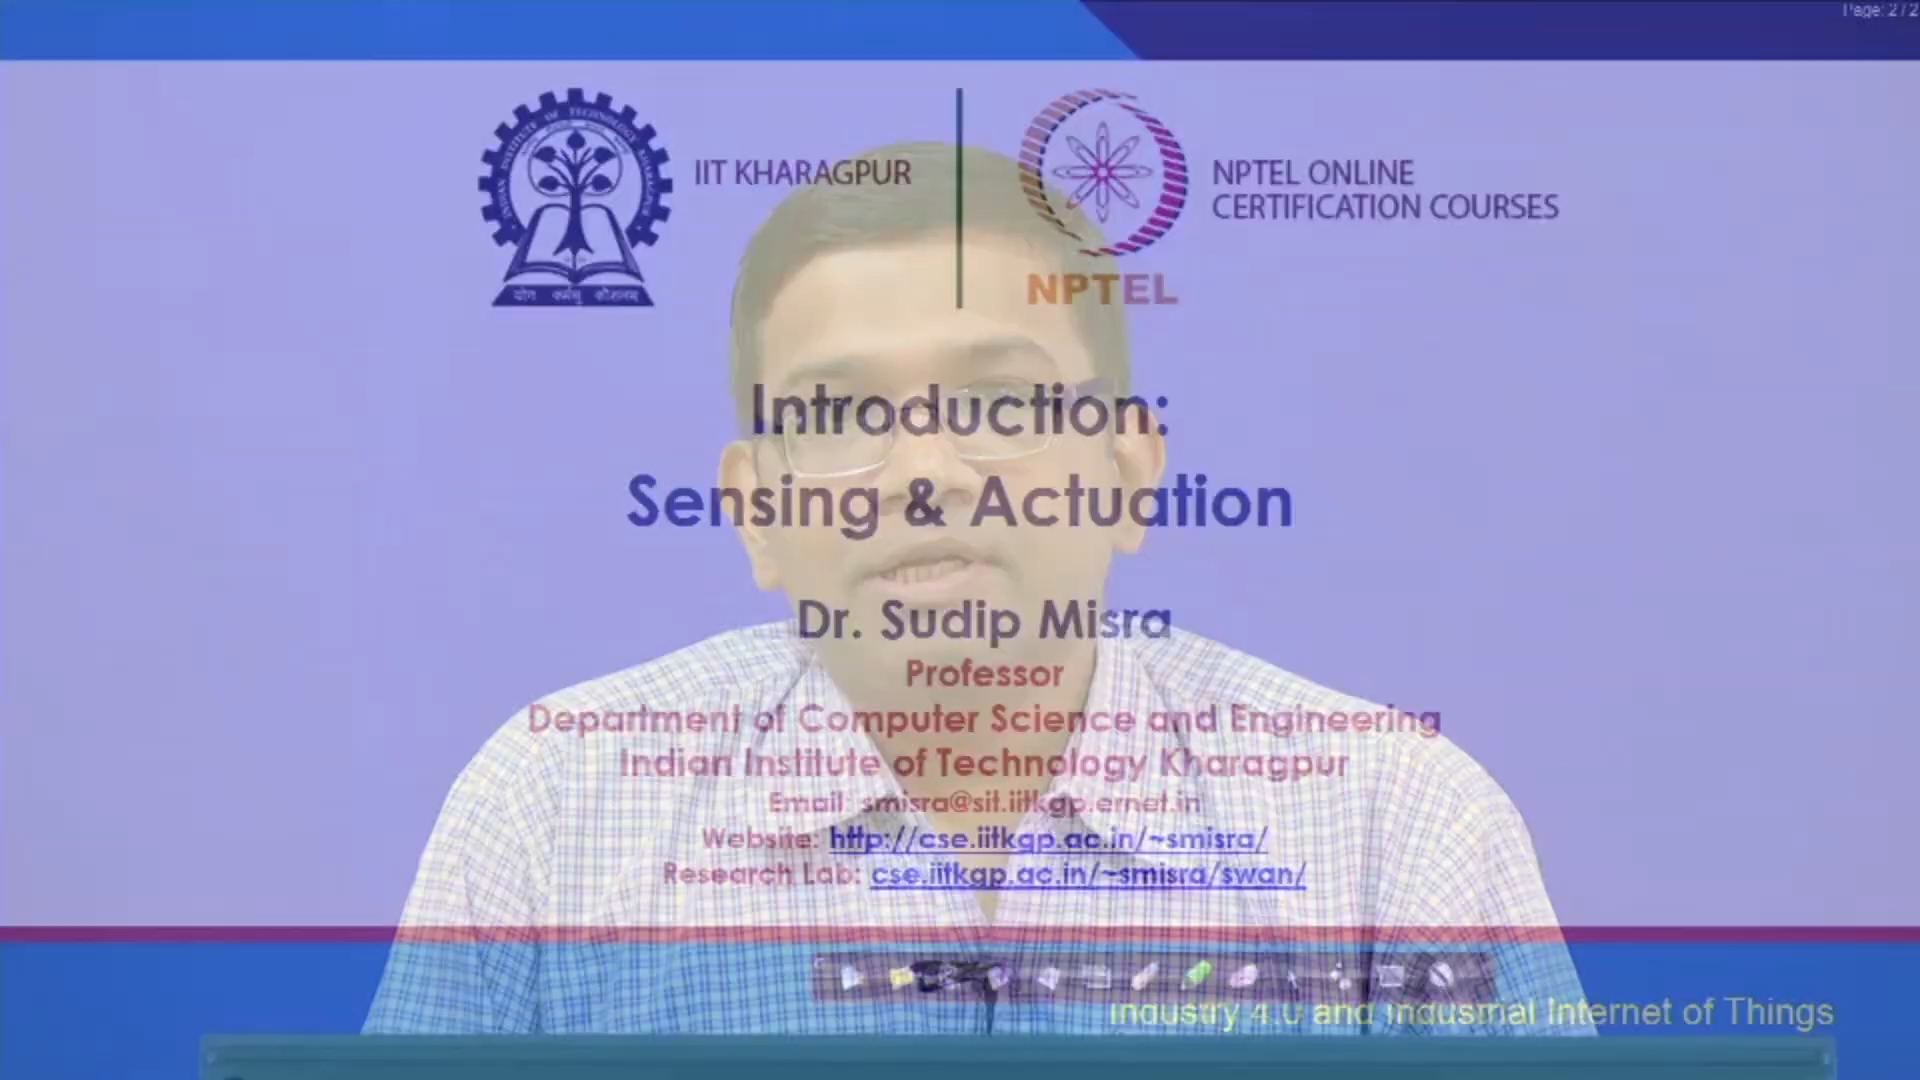 Page: 2 / 2
IIT KHARAGPUR
NPTEL ONLINE
CERTIFICATION COURSES
NPTEL
योगः कर्मसु कौशलम्
Introduction:
Sensing & Actuation
Dr. Sudip Misra
Professor
Department of Computer Science and Engineering
Indian Institute of Technology Kharagpur
Email: smisra@sit.iitkgp.ernet.in
Website: http://cse.iitkgp.ac.in/~smisra/
Research Lab: cse.iitkgp.ac.in/~smisra/swan/
Industry 4.0 and Industrial Internet of Things